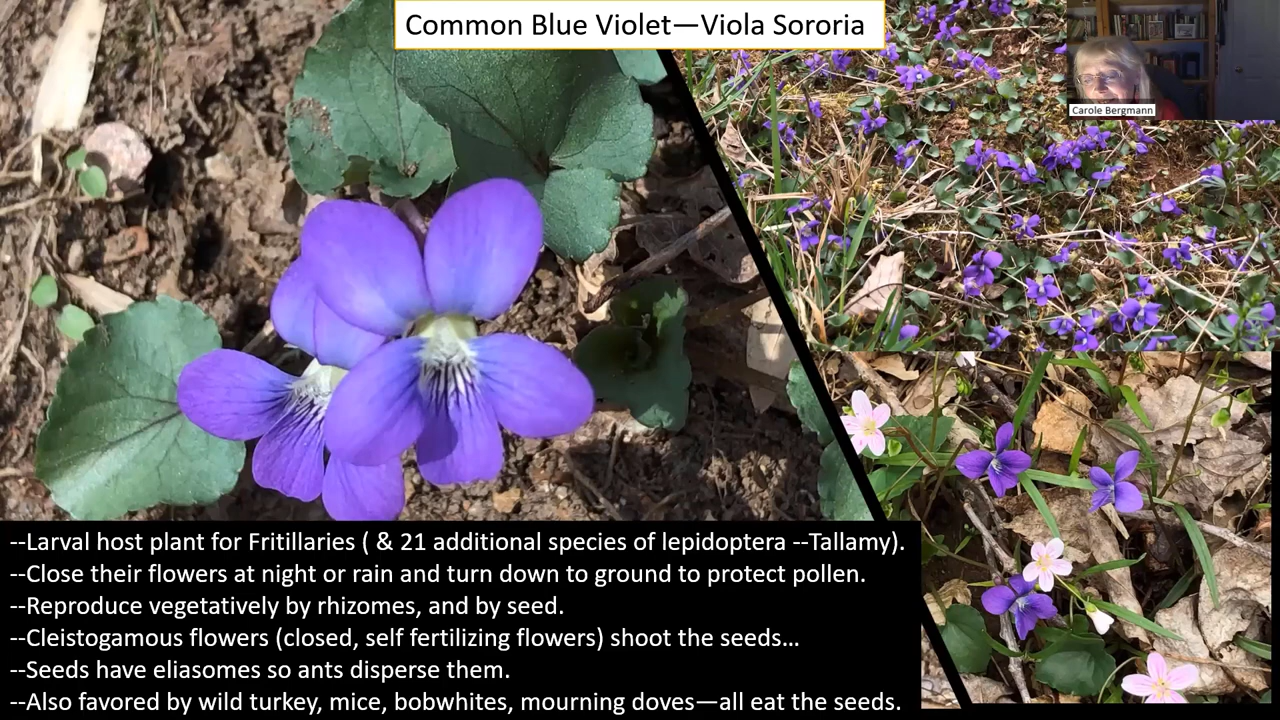 Common Blue Violet—Viola Sororia
Carole Bergmann
--Larval host plant for Fritillaries ( & 21 additional species of lepidoptera --Tallamy).
--Close their flowers at night or rain and turn down to ground to protect pollen.
--Reproduce vegetatively by rhizomes, and by seed.
--Cleistogamous flowers (closed, self fertilizing flowers) shoot the seeds…
--Seeds have eliasomes so ants disperse them.
--Also favored by wild turkey, mice, bobwhites, mourning doves—all eat the seeds.